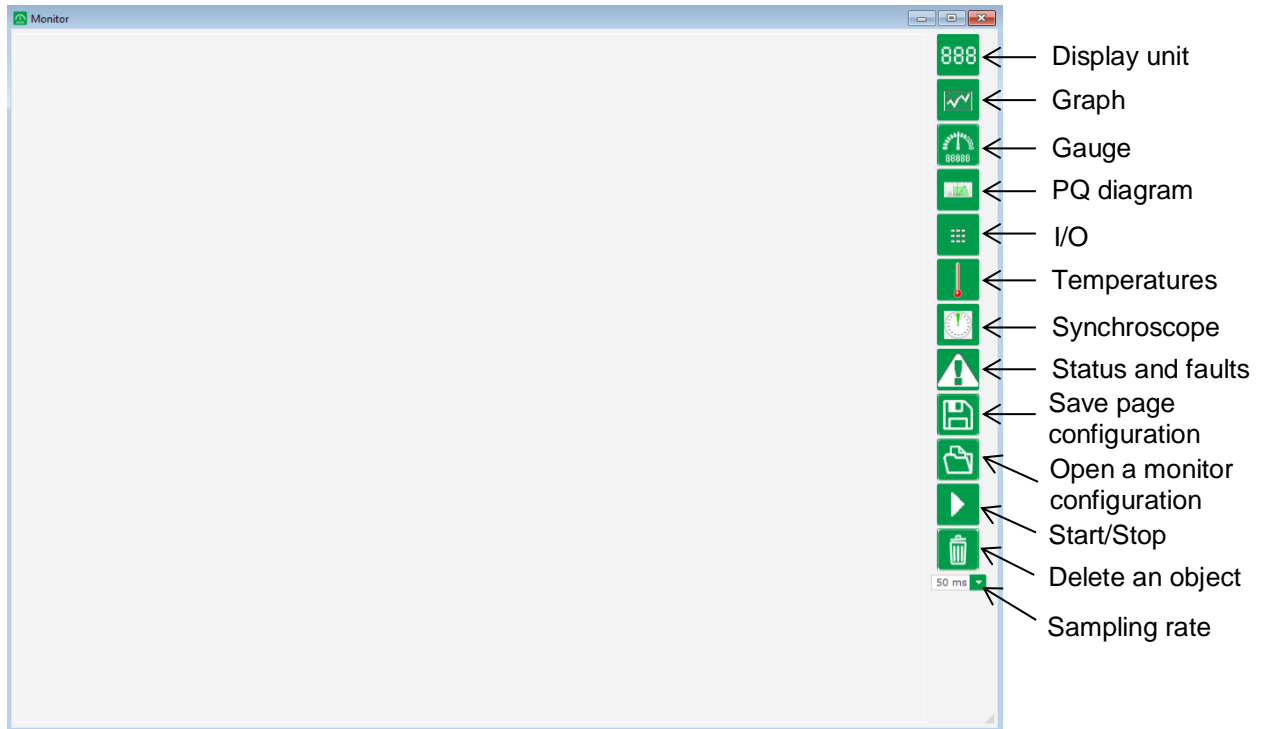 Monitor
888
Display unit
Graph
88888
Gauge
PQ diagram
I/O
Temperatures
Synchroscope
Status and faults
Save page
configuration
Open a monitor
configuration
Start/Stop
Delete an object
50 ms
Sampling rate